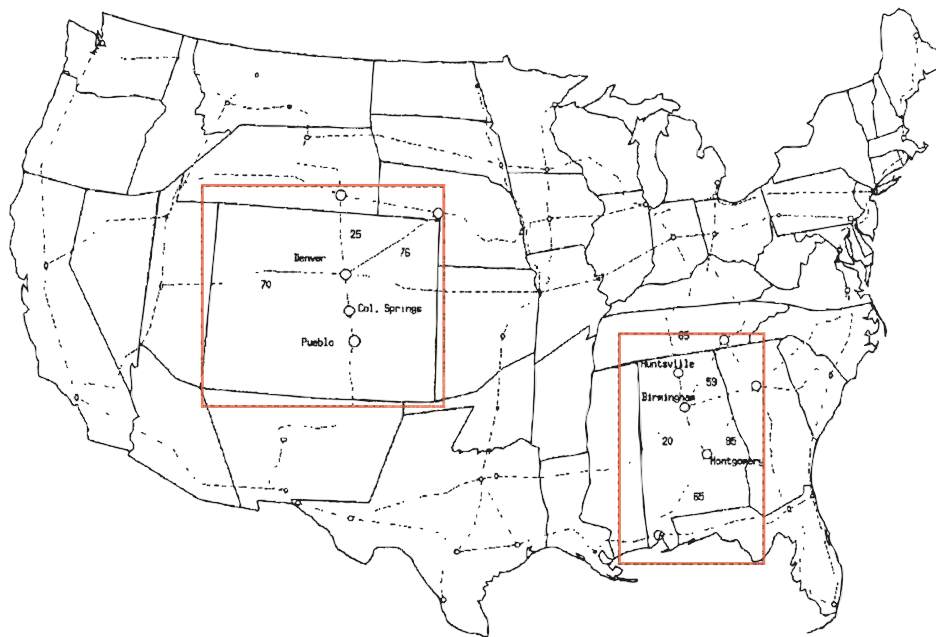 25
76
Denver
70
Col. Springs
Pueblo
65
Huntsville
59
Birmingham
20
85
Montgomery
65